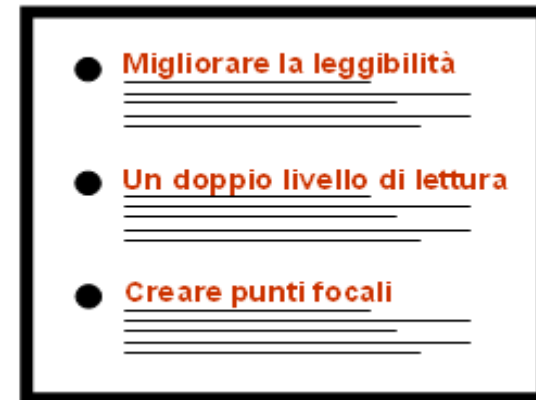 Migliorare la leggibilità
Un doppio livello di lettura
Creare punti focali